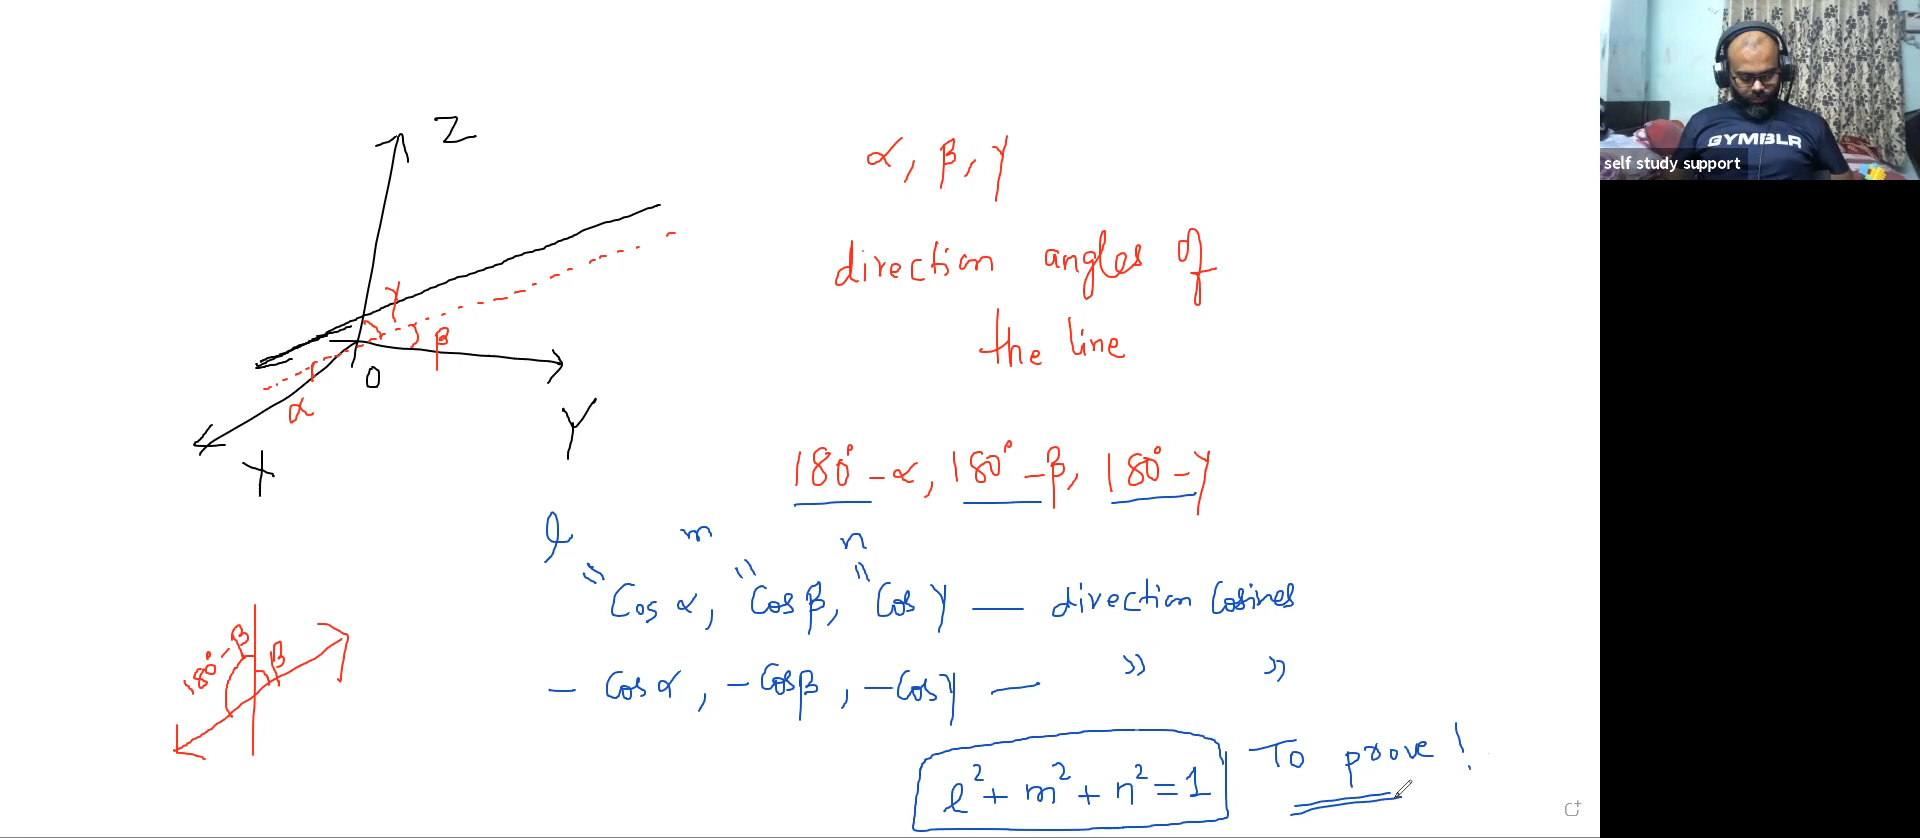 Z
α, β, γ
direction angles of
the line
γ
β
O
α
Y
X
180° - α, 180° - β, 180° - γ
l m n
" " "
Cos α, Cos β, Cos γ — direction Cosines
- Cos α, - Cos β, - Cos γ — " "
180° - β
β
l² + m² + n² = 1 To prove!
GYMBLR
self study support